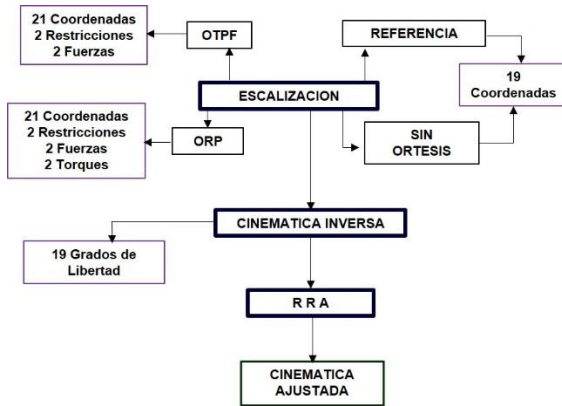 21 Coordenadas
2 Restricciones
2 Fuerzas
OTPF
REFERENCIA
19
Coordenadas
ESCALIZACION
21 Coordenadas
2 Restricciones
2 Fuerzas
2 Torques
ORP
SIN
ORTESIS
CINEMATICA INVERSA
19 Grados de
Libertad
R R A
CINEMATICA
AJUSTADA